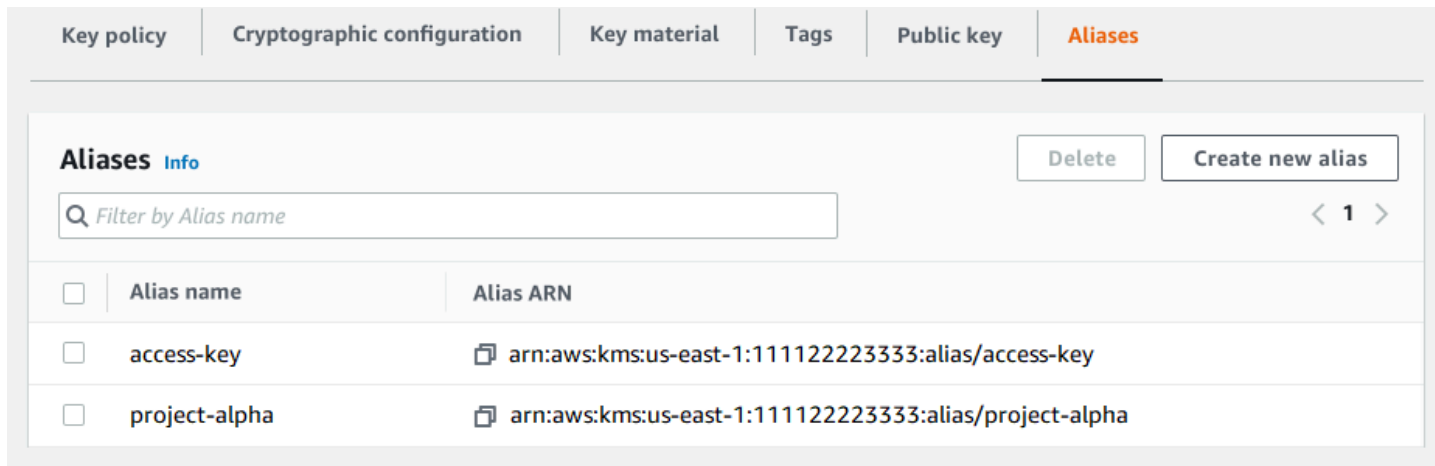 Key policy Cryptographic configuration Key material Tags Public key Aliases
Aliases Info Delete Create new alias
Filter by Alias name < 1 >
Alias name Alias ARN
access-key arn:aws:kms:us-east-1:111122223333:alias/access-key
project-alpha arn:aws:kms:us-east-1:111122223333:alias/project-alpha